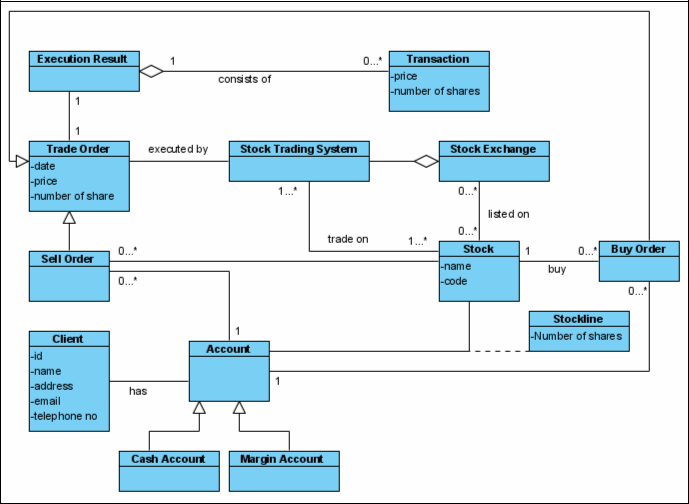 Execution Result
1
0...*
consists of
Transaction
-price
-number of shares
1
1
Trade Order
-date
-price
-number of share
executed by
Stock Trading System
Stock Exchange
1...*
0...*
listed on
trade on
1...*
0...*
Sell Order
0...*
0...*
Stock
-name
-code
1
0...*
buy
Buy Order
0...*
Stockline
-Number of shares
Client
-id
-name
-address
-email
-telephone no
has
1
Account
1
Cash Account
Margin Account